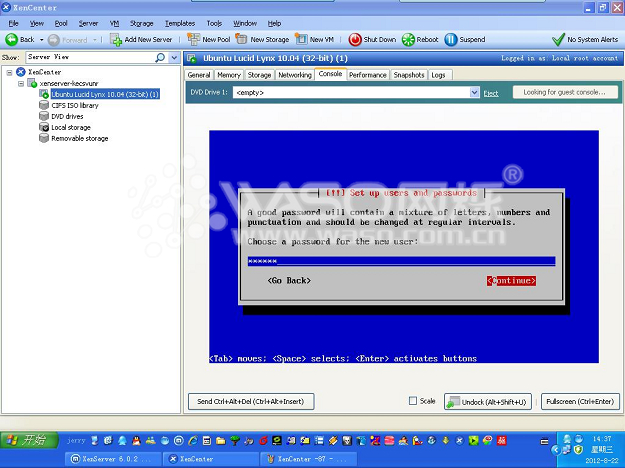 XenCenter
File View Pool Server VM Storage Templates Tools Window Help
Back Forward Add New Server New Pool New Storage New VM Shut Down Reboot Suspend No System Alerts
Show: Server View
Ubuntu Lucid Lynx 10.04 (32-bit) (1)
Logged in as: Local root account
XenCenter
xenserver-kecsvunr
Ubuntu Lucid Lynx 10.04 (32-bit) (1)
CIFS ISO library
DVD drives
Local storage
Removable storage
General Memory Storage Networking Console Performance Snapshots Logs
DVD Drive 1: <empty> Eject Looking for guest console...
[!!] Set up users and passwords
A good password will contain a mixture of letters, numbers and
punctuation and should be changed at regular intervals.
Choose a password for the new user:
******
<Go Back> <Continue>
WASO网烁®
www.waso.com.cn
<Tab> moves; <Space> selects; <Enter> activates buttons
Send Ctrl+Alt+Del (Ctrl+Alt+Insert) Scale Undock (Alt+Shift+U) Fullscreen (Ctrl+Enter)
开始 jerry 14:37
星期三
2012-8-22
XenServer 6.0.2 ... XenCenter XenCenter -87 - ...